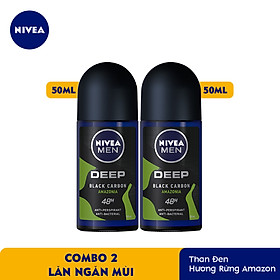 NIVEA
50ML
50ML
NIVEA
MEN
DEEP
BLACK CARBON
AMAZONIA
48H
ANTI-PERSPIRANT
ANTI-BACTERIAL
NIVEA
MEN
DEEP
BLACK CARBON
AMAZONIA
48H
ANTI-PERSPIRANT
ANTI-BACTERIAL
COMBO 2
LĂN NGĂN MÙI
Than Đen
Hương Rừng Amazon